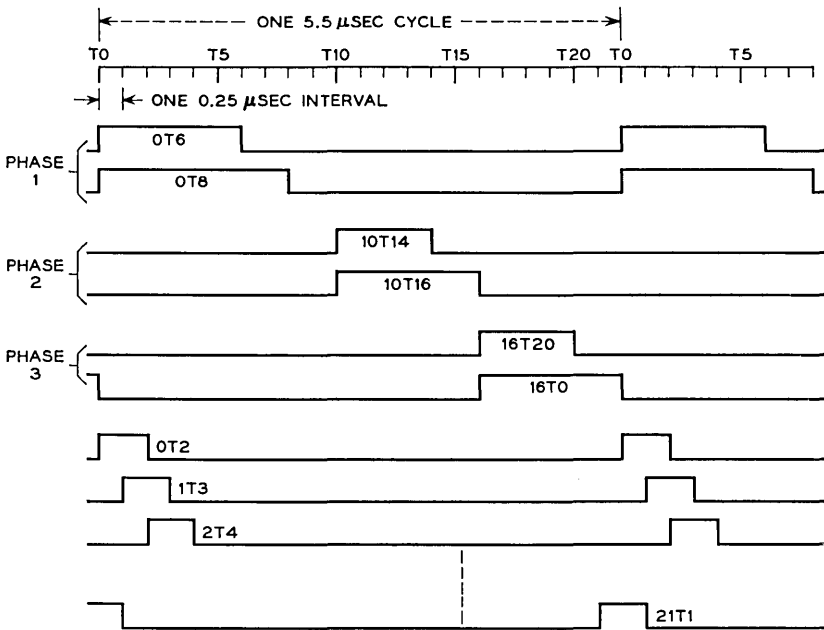 ONE 5.5 μSEC CYCLE
T0 T5 T10 T15 T20 T0 T5
ONE 0.25 μSEC INTERVAL
PHASE 1
0T6
0T8
PHASE 2
10T14
10T16
PHASE 3
16T20
16T0
0T2
1T3
2T4
21T1